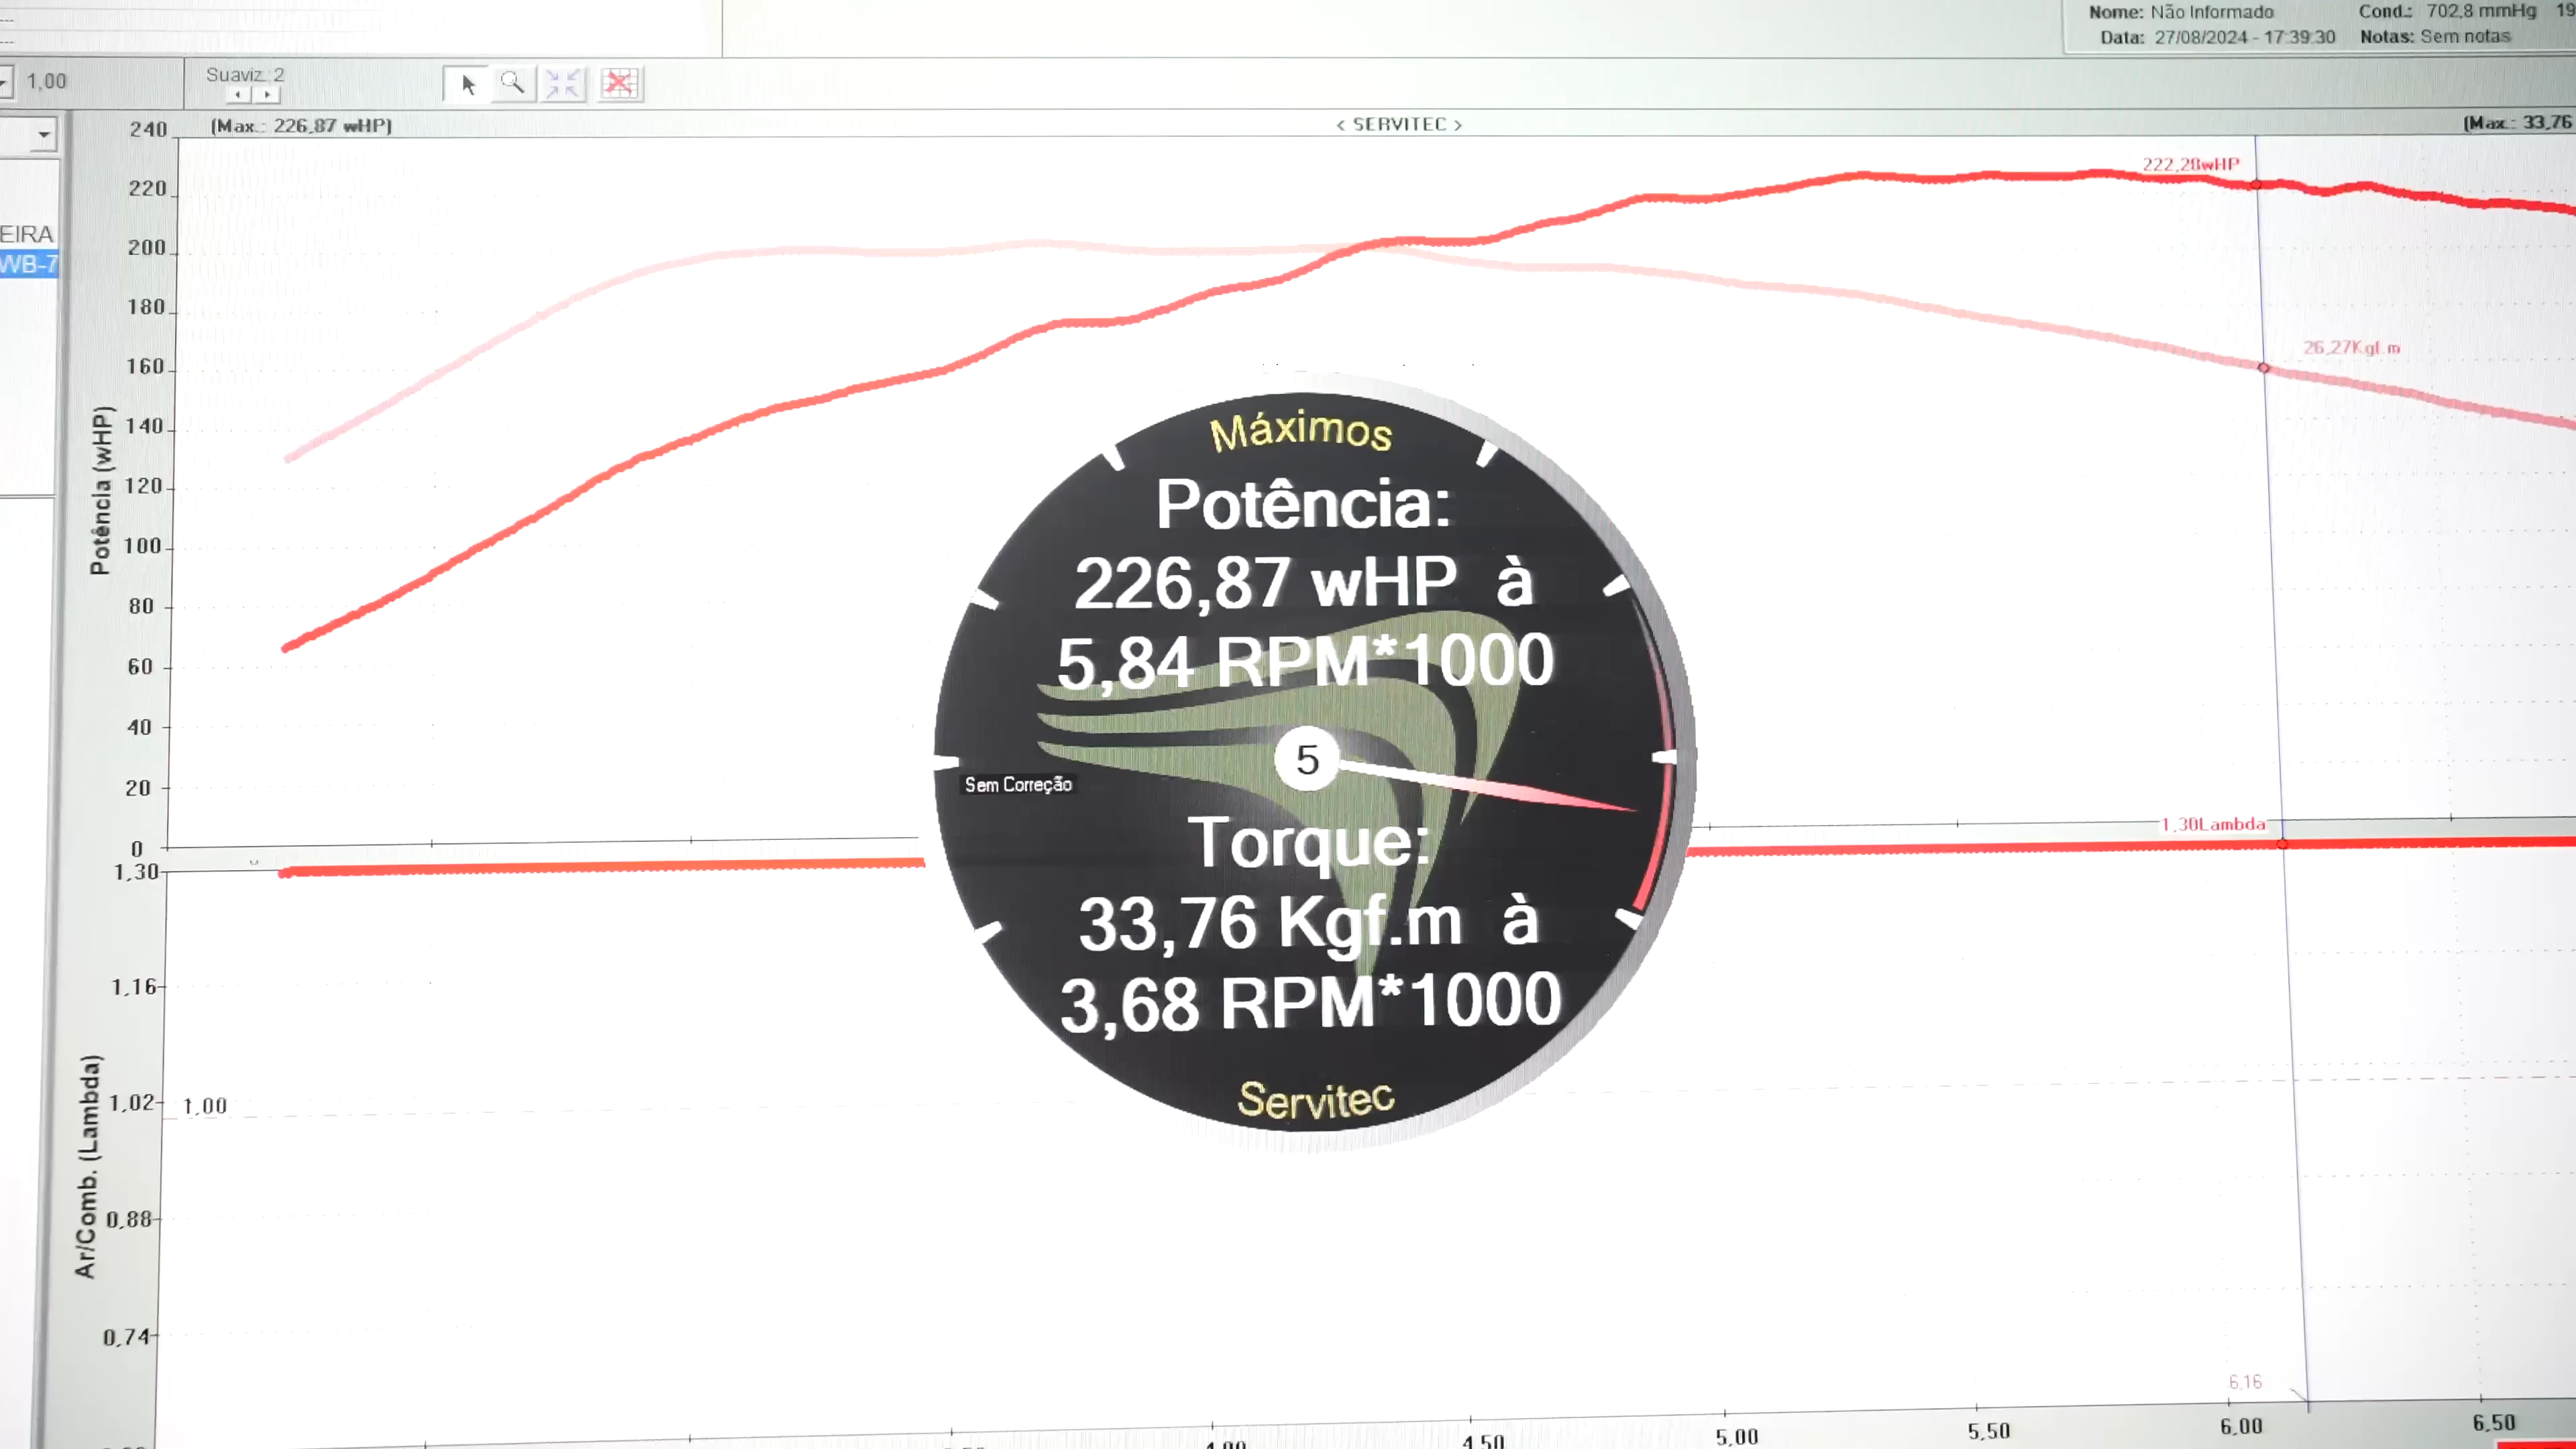 Nome: Não Informado
Cond.: 702,8 mmHg 19
Data: 27/08/2024 - 17:39:30
Notas: Sem notas
1,00
Suaviz.:2
240
(Max.: 226,87 wHP)
< SERVITEC >
(Max.: 33,76
222,28wHP
220
EIRA
200
WB-7
180
26,27Kgf.m
160
140
120
100
80
60
40
20
0
Potência (wHP)
Máximos
Potência:
226,87 wHP à
5,84 RPM*1000
5
Sem Correção
Torque:
33,76 Kgf.m à
3,68 RPM*1000
Servitec
1,30Lambda
1,30
1,16
1,02
1,00
0,88
0,74
Ar/Comb. (Lambda)
6,16
4,00
4,50
5,00
5,50
6,00
6,50